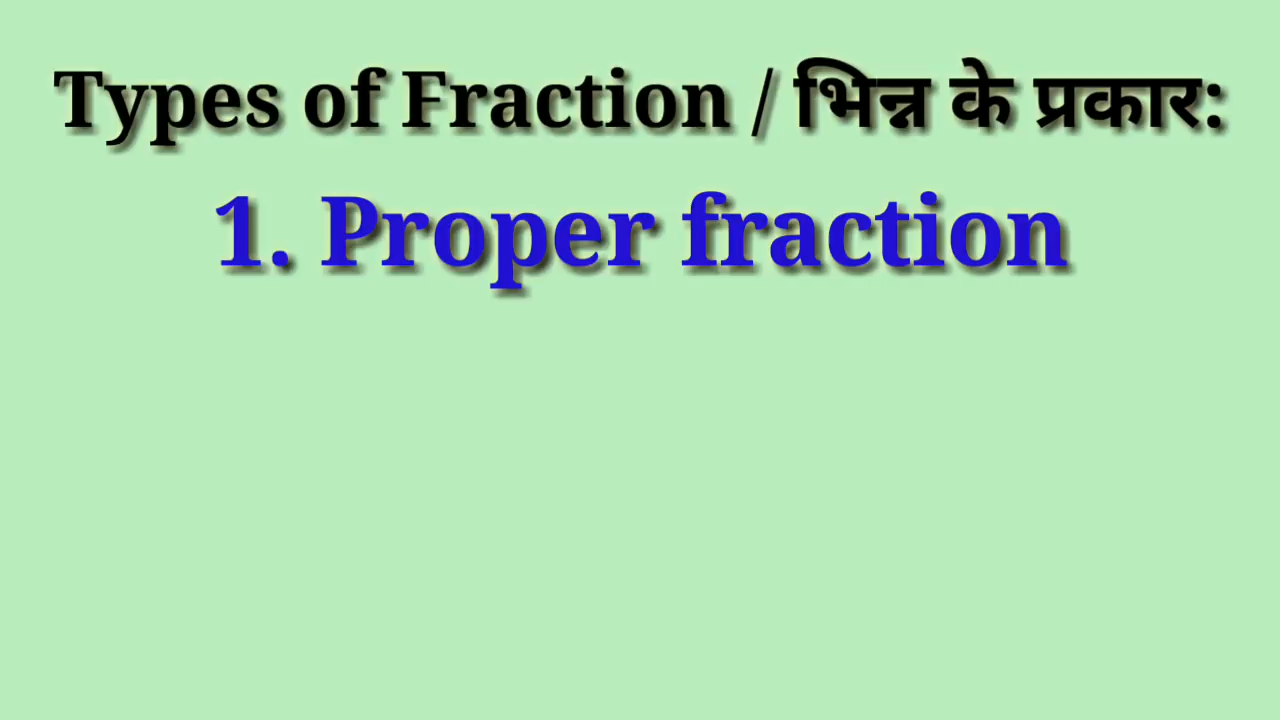 Types of Fraction / भिन्न के प्रकार:
1. Proper fraction